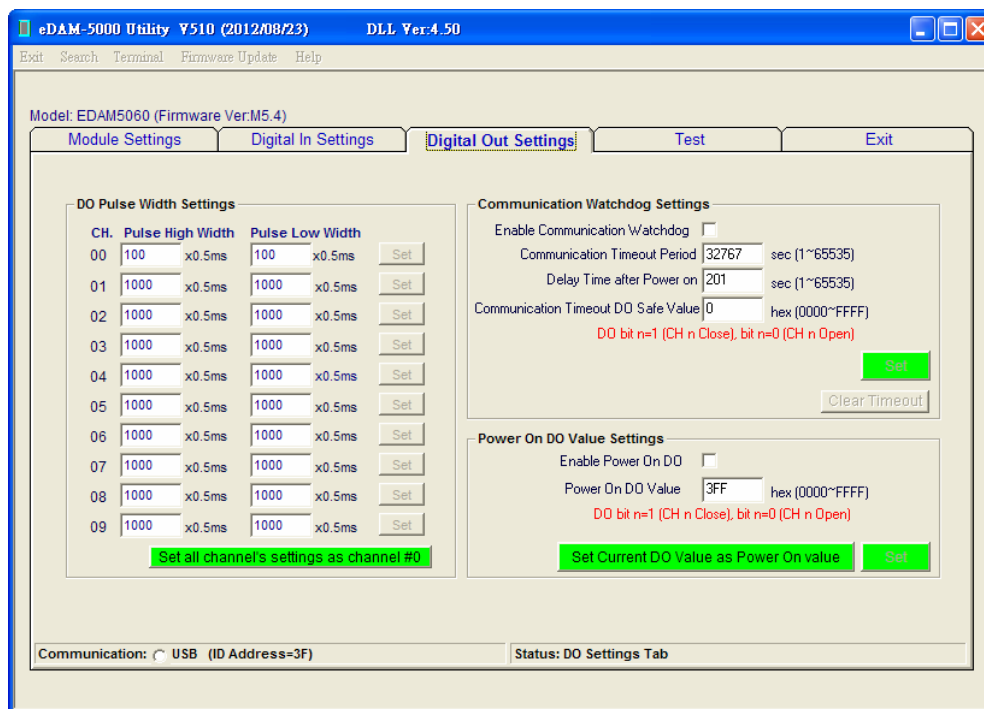 eDAM-5000 Utility V510 (2012/08/23) DLL Ver:4.50
Exit Search Terminal Firmware Update Help
Model: EDAM5060 (Firmware Ver:M5.4)
Module Settings Digital In Settings Digital Out Settings Test Exit
DO Pulse Width Settings
CH. Pulse High Width Pulse Low Width
00 100 x0.5ms 100 x0.5ms Set
01 1000 x0.5ms 1000 x0.5ms Set
02 1000 x0.5ms 1000 x0.5ms Set
03 1000 x0.5ms 1000 x0.5ms Set
04 1000 x0.5ms 1000 x0.5ms Set
05 1000 x0.5ms 1000 x0.5ms Set
06 1000 x0.5ms 1000 x0.5ms Set
07 1000 x0.5ms 1000 x0.5ms Set
08 1000 x0.5ms 1000 x0.5ms Set
09 1000 x0.5ms 1000 x0.5ms Set
Set all channel's settings as channel #0
Communication Watchdog Settings
Enable Communication Watchdog
Communication Timeout Period 32767 sec (1~65535)
Delay Time after Power on 201 sec (1~65535)
Communication Timeout DO Safe Value 0 hex (0000~FFFF)
DO bit n=1 (CH n Close), bit n=0 (CH n Open)
Set
Clear Timeout
Power On DO Value Settings
Enable Power On DO
Power On DO Value 3FF hex (0000~FFFF)
DO bit n=1 (CH n Close), bit n=0 (CH n Open)
Set Current DO Value as Power On value Set
Communication: USB (ID Address=3F) Status: DO Settings Tab